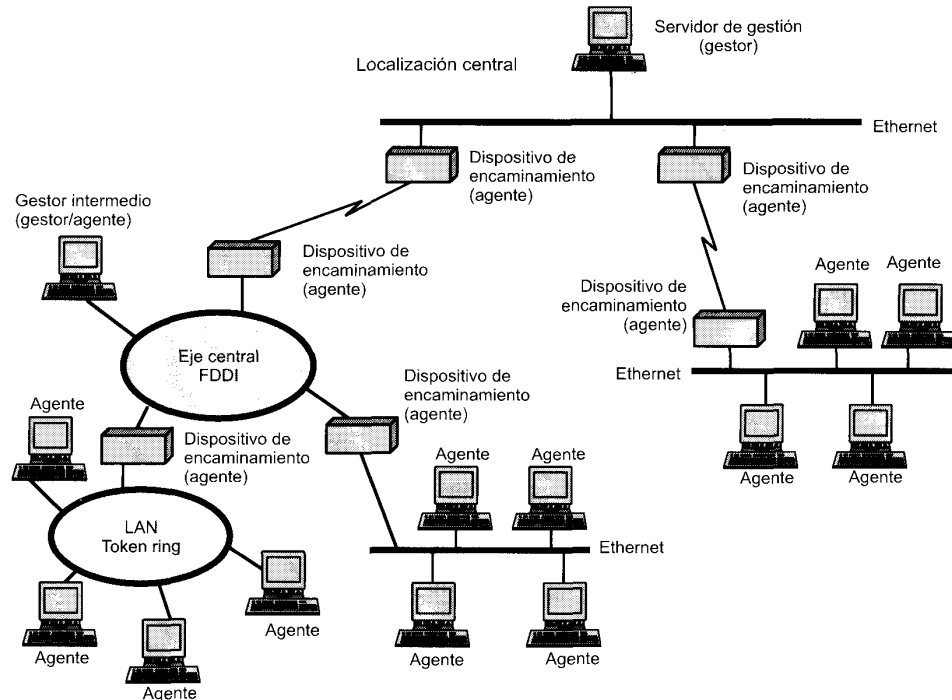 Servidor de gestión
(gestor)
Localización central
Ethernet
Dispositivo de
encaminamiento
(agente)
Dispositivo de
encaminamiento
(agente)
Gestor intermedio
(gestor/agente)
Dispositivo de
encaminamiento
(agente)
Dispositivo de
encaminamiento
(agente)
Agente
Agente
Eje central
FDDI
Ethernet
Dispositivo de
encaminamiento
(agente)
Agente
Dispositivo de
encaminamiento
(agente)
Agente
Agente
Agente
Agente
LAN
Token ring
Ethernet
Agente
Agente
Agente
Agente
Agente